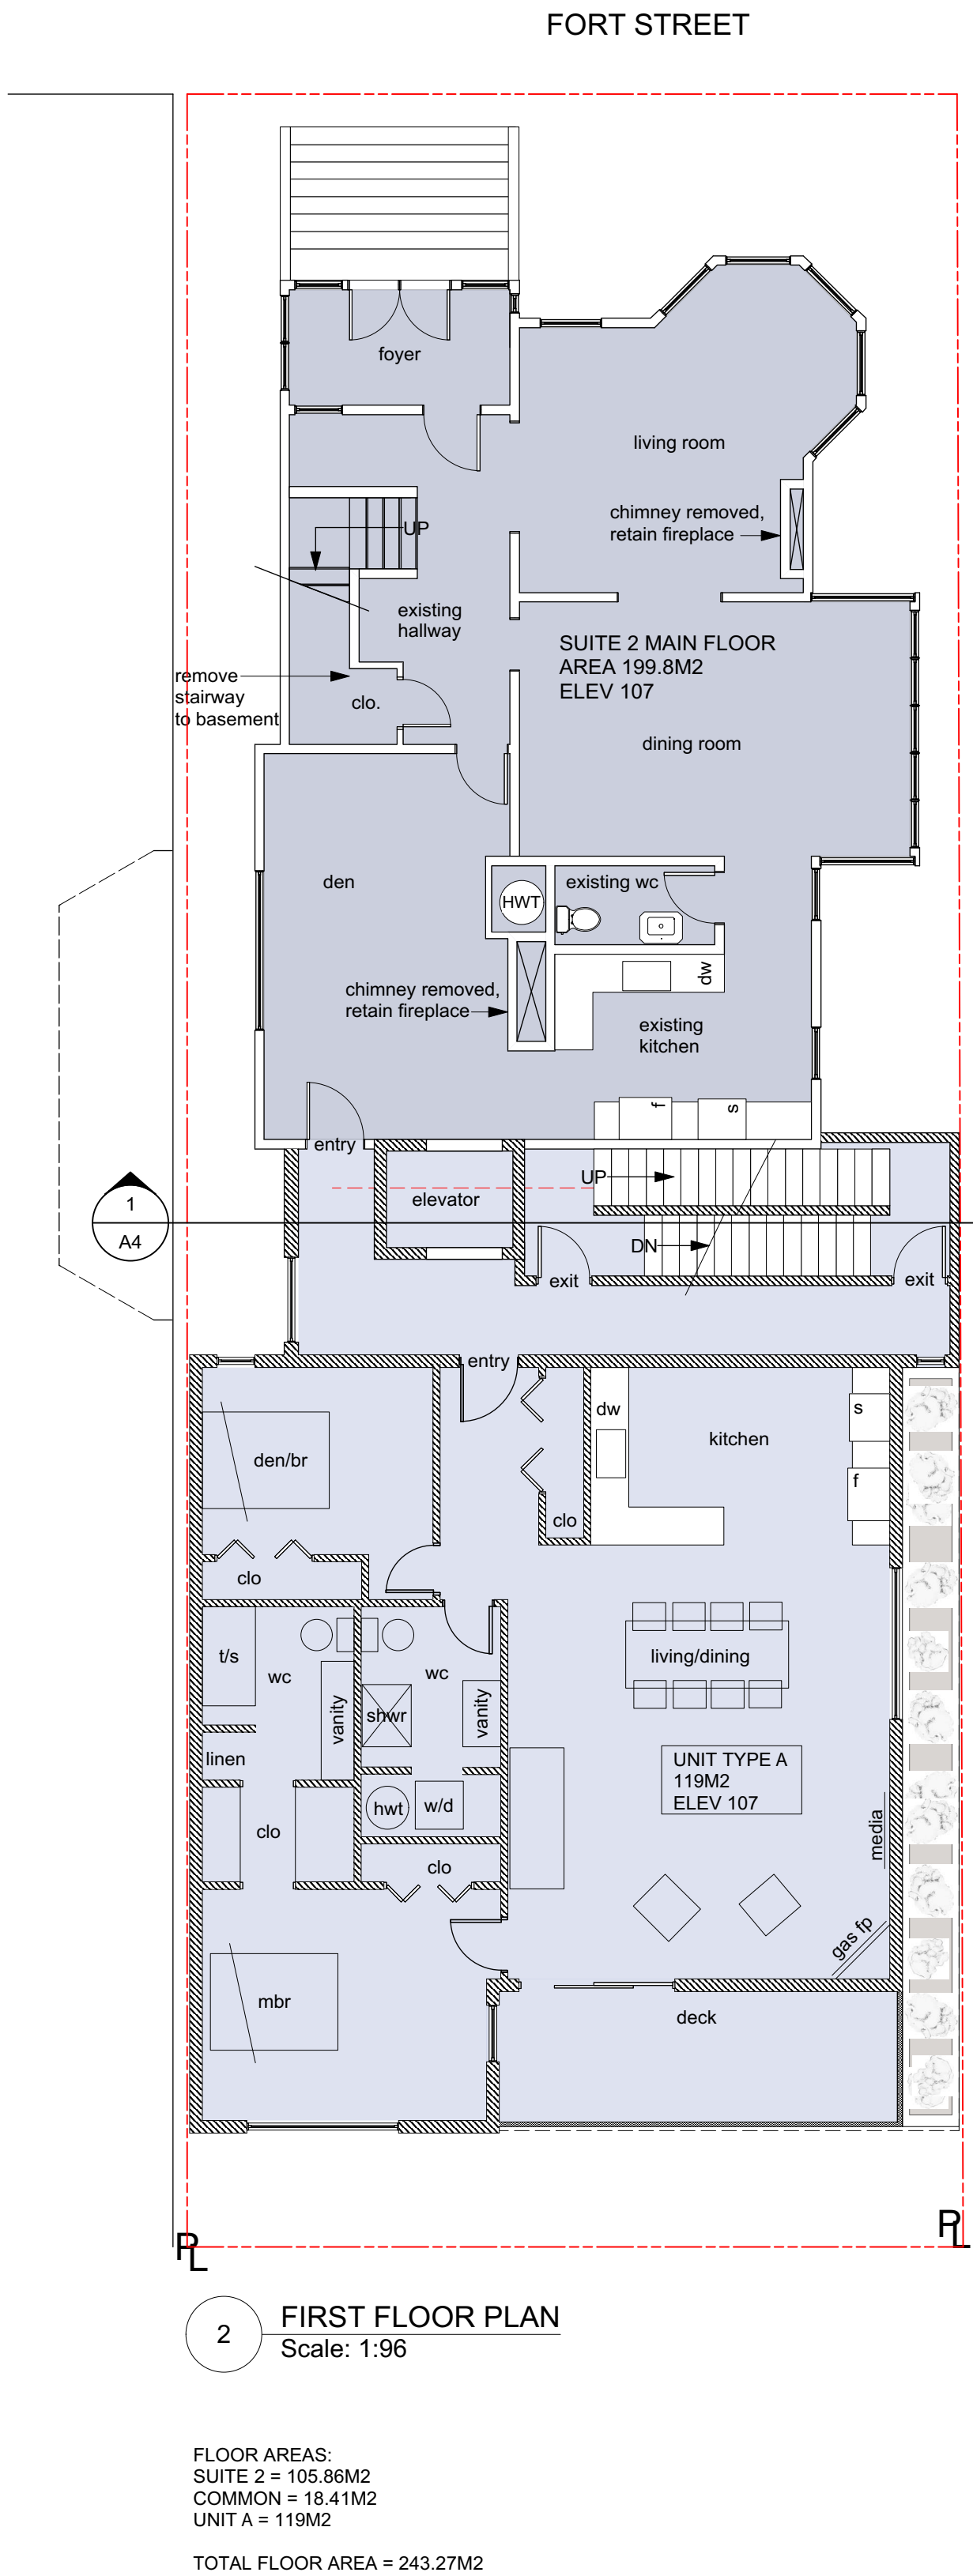 FORT STREET
foyer
living room
chimney removed,
retain fireplace
UP
existing
hallway
SUITE 2 MAIN FLOOR
AREA 199.8M2
ELEV 107
remove
stairway
to basement
clo.
dining room
den
existing wc
HWT
dw
chimney removed,
retain fireplace
existing
kitchen
f
s
entry
elevator
UP
1
A4
DN
exit
exit
entry
dw
s
kitchen
den/br
f
clo
clo
t/s
wc
wc
living/dining
vanity
shwr
vanity
linen
UNIT TYPE A
119M2
ELEV 107
hwt
w/d
clo
media
clo
gas fp
mbr
deck
PL
PL
2
FIRST FLOOR PLAN
Scale: 1:96
FLOOR AREAS:
SUITE 2 = 105.86M2
COMMON = 18.41M2
UNIT A = 119M2
TOTAL FLOOR AREA = 243.27M2